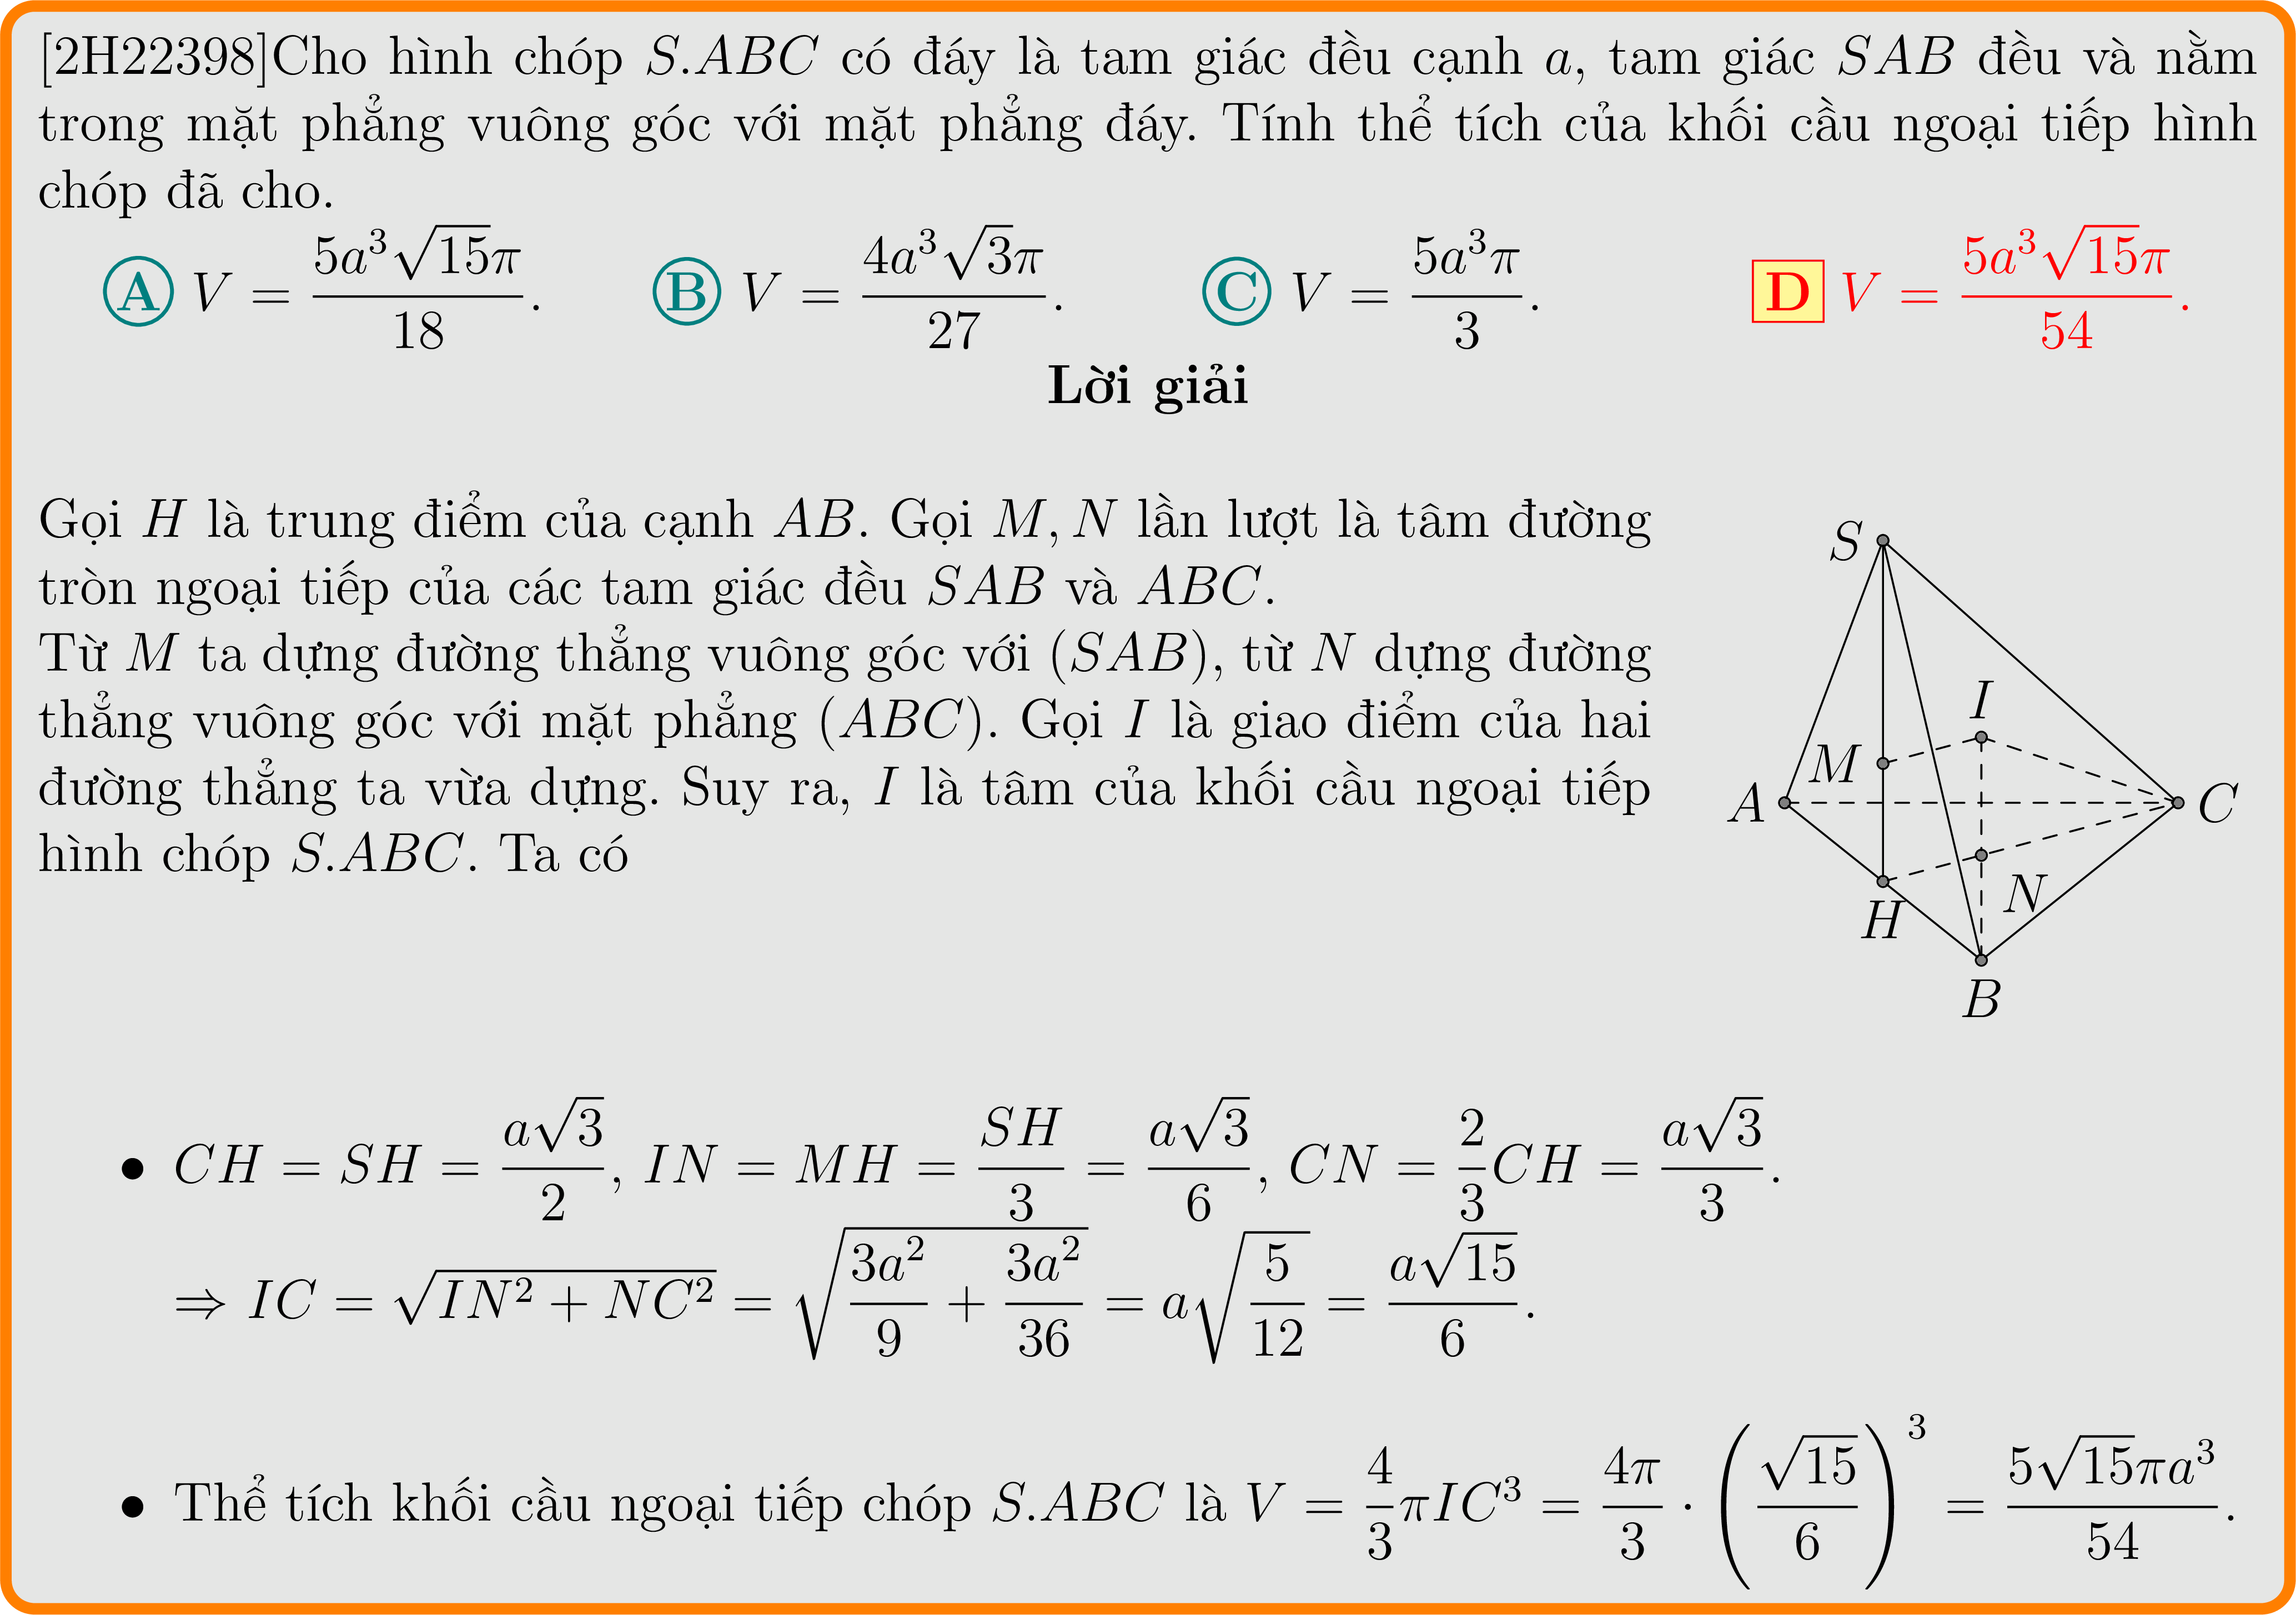 [2H22398]Cho hình chóp S.ABC có đáy là tam giác đều cạnh a, tam giác SAB đều và nằm
trong mặt phẳng vuông góc với mặt phẳng đáy. Tính thể tích của khối cầu ngoại tiếp hình
chóp đã cho.
A V = \frac{5a^3\sqrt{15}\pi}{18}. B V = \frac{4a^3\sqrt{3}\pi}{27}. C V = \frac{5a^3\pi}{3}. D V = \frac{5a^3\sqrt{15}\pi}{54}.
Lời giải
Gọi H là trung điểm của cạnh AB. Gọi M, N lần lượt là tâm đường
tròn ngoại tiếp của các tam giác đều SAB và ABC.
Từ M ta dựng đường thẳng vuông góc với (SAB), từ N dựng đường
thẳng vuông góc với mặt phẳng (ABC). Gọi I là giao điểm của hai
đường thẳng ta vừa dựng. Suy ra, I là tâm của khối cầu ngoại tiếp
hình chóp S.ABC. Ta có
S
I
M
A
C
N
H
B
• CH = SH = \frac{a\sqrt{3}}{2}, IN = MH = \frac{SH}{3} = \frac{a\sqrt{3}}{6}, CN = \frac{2}{3}CH = \frac{a\sqrt{3}}{3}.
⇒ IC = \sqrt{IN^2 + NC^2} = \sqrt{\frac{3a^2}{9} + \frac{3a^2}{36}} = a\sqrt{\frac{5}{12}} = \frac{a\sqrt{15}}{6}.
• Thể tích khối cầu ngoại tiếp chóp S.ABC là V = \frac{4}{3}\pi IC^3 = \frac{4\pi}{3} · \left(\frac{\sqrt{15}}{6}\right)^3 = \frac{5\sqrt{15}\pi a^3}{54}.